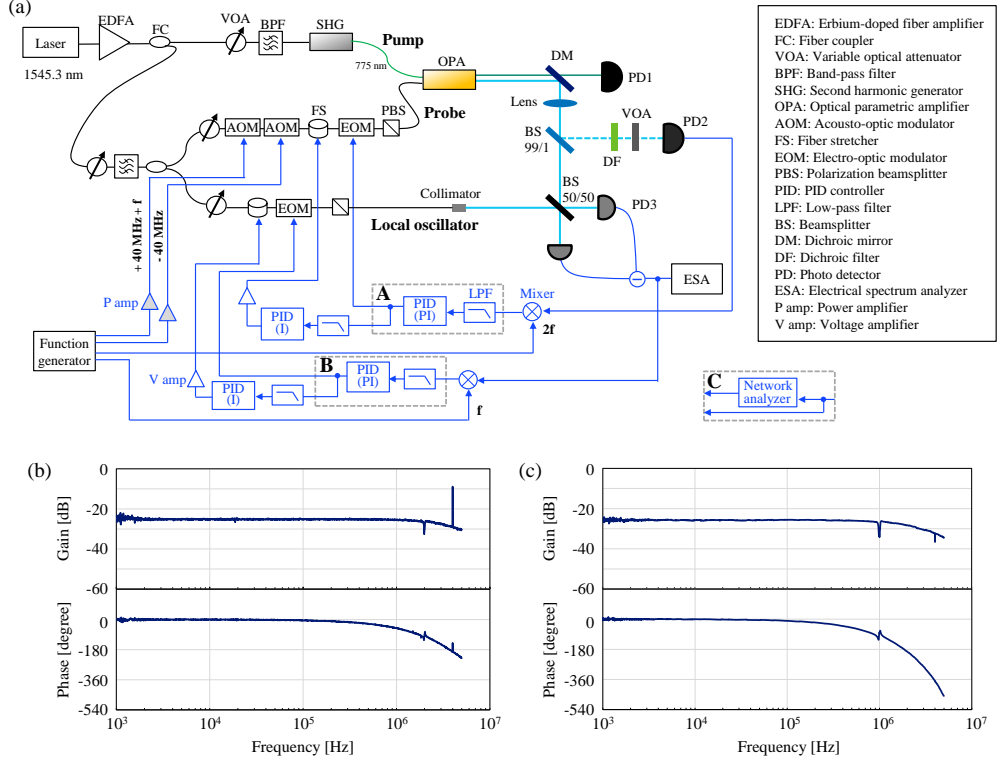 (a)
EDFA
FC
VOA
BPF
SHG
Laser
1545.3 nm
Pump
775 nm
OPA
DM
PD1
Probe
Lens
FS
PBS
AOM
AOM
EOM
BS
99/1
VOA
DF
PD2
Collimator
BS
50/50
PD3
EOM
Local oscillator
+ 40 MHz + f
- 40 MHz
ESA
P amp
A
PID
(PI)
LPF
Mixer
PID
(I)
2f
Function
generator
V amp
B
PID
(PI)
PID
(I)
f
C
Network
analyzer
EDFA: Erbium-doped fiber amplifier
FC: Fiber coupler
VOA: Variable optical attenuator
BPF: Band-pass filter
SHG: Second harmonic generator
OPA: Optical parametric amplifier
AOM: Acousto-optic modulator
FS: Fiber stretcher
EOM: Electro-optic modulator
PBS: Polarization beamsplitter
PID: PID controller
LPF: Low-pass filter
BS: Beamsplitter
DM: Dichroic mirror
DF: Dichroic filter
PD: Photo detector
ESA: Electrical spectrum analyzer
P amp: Power amplifier
V amp: Voltage amplifier
(b)
Gain [dB]
0
-20
-40
-60
Phase [degree]
0
-180
-360
-540
10³ 10⁴ 10⁵ 10⁶ 10⁷
Frequency [Hz]
(c)
Gain [dB]
0
-20
-40
-60
Phase [degree]
0
-180
-360
-540
10³ 10⁴ 10⁵ 10⁶ 10⁷
Frequency [Hz]